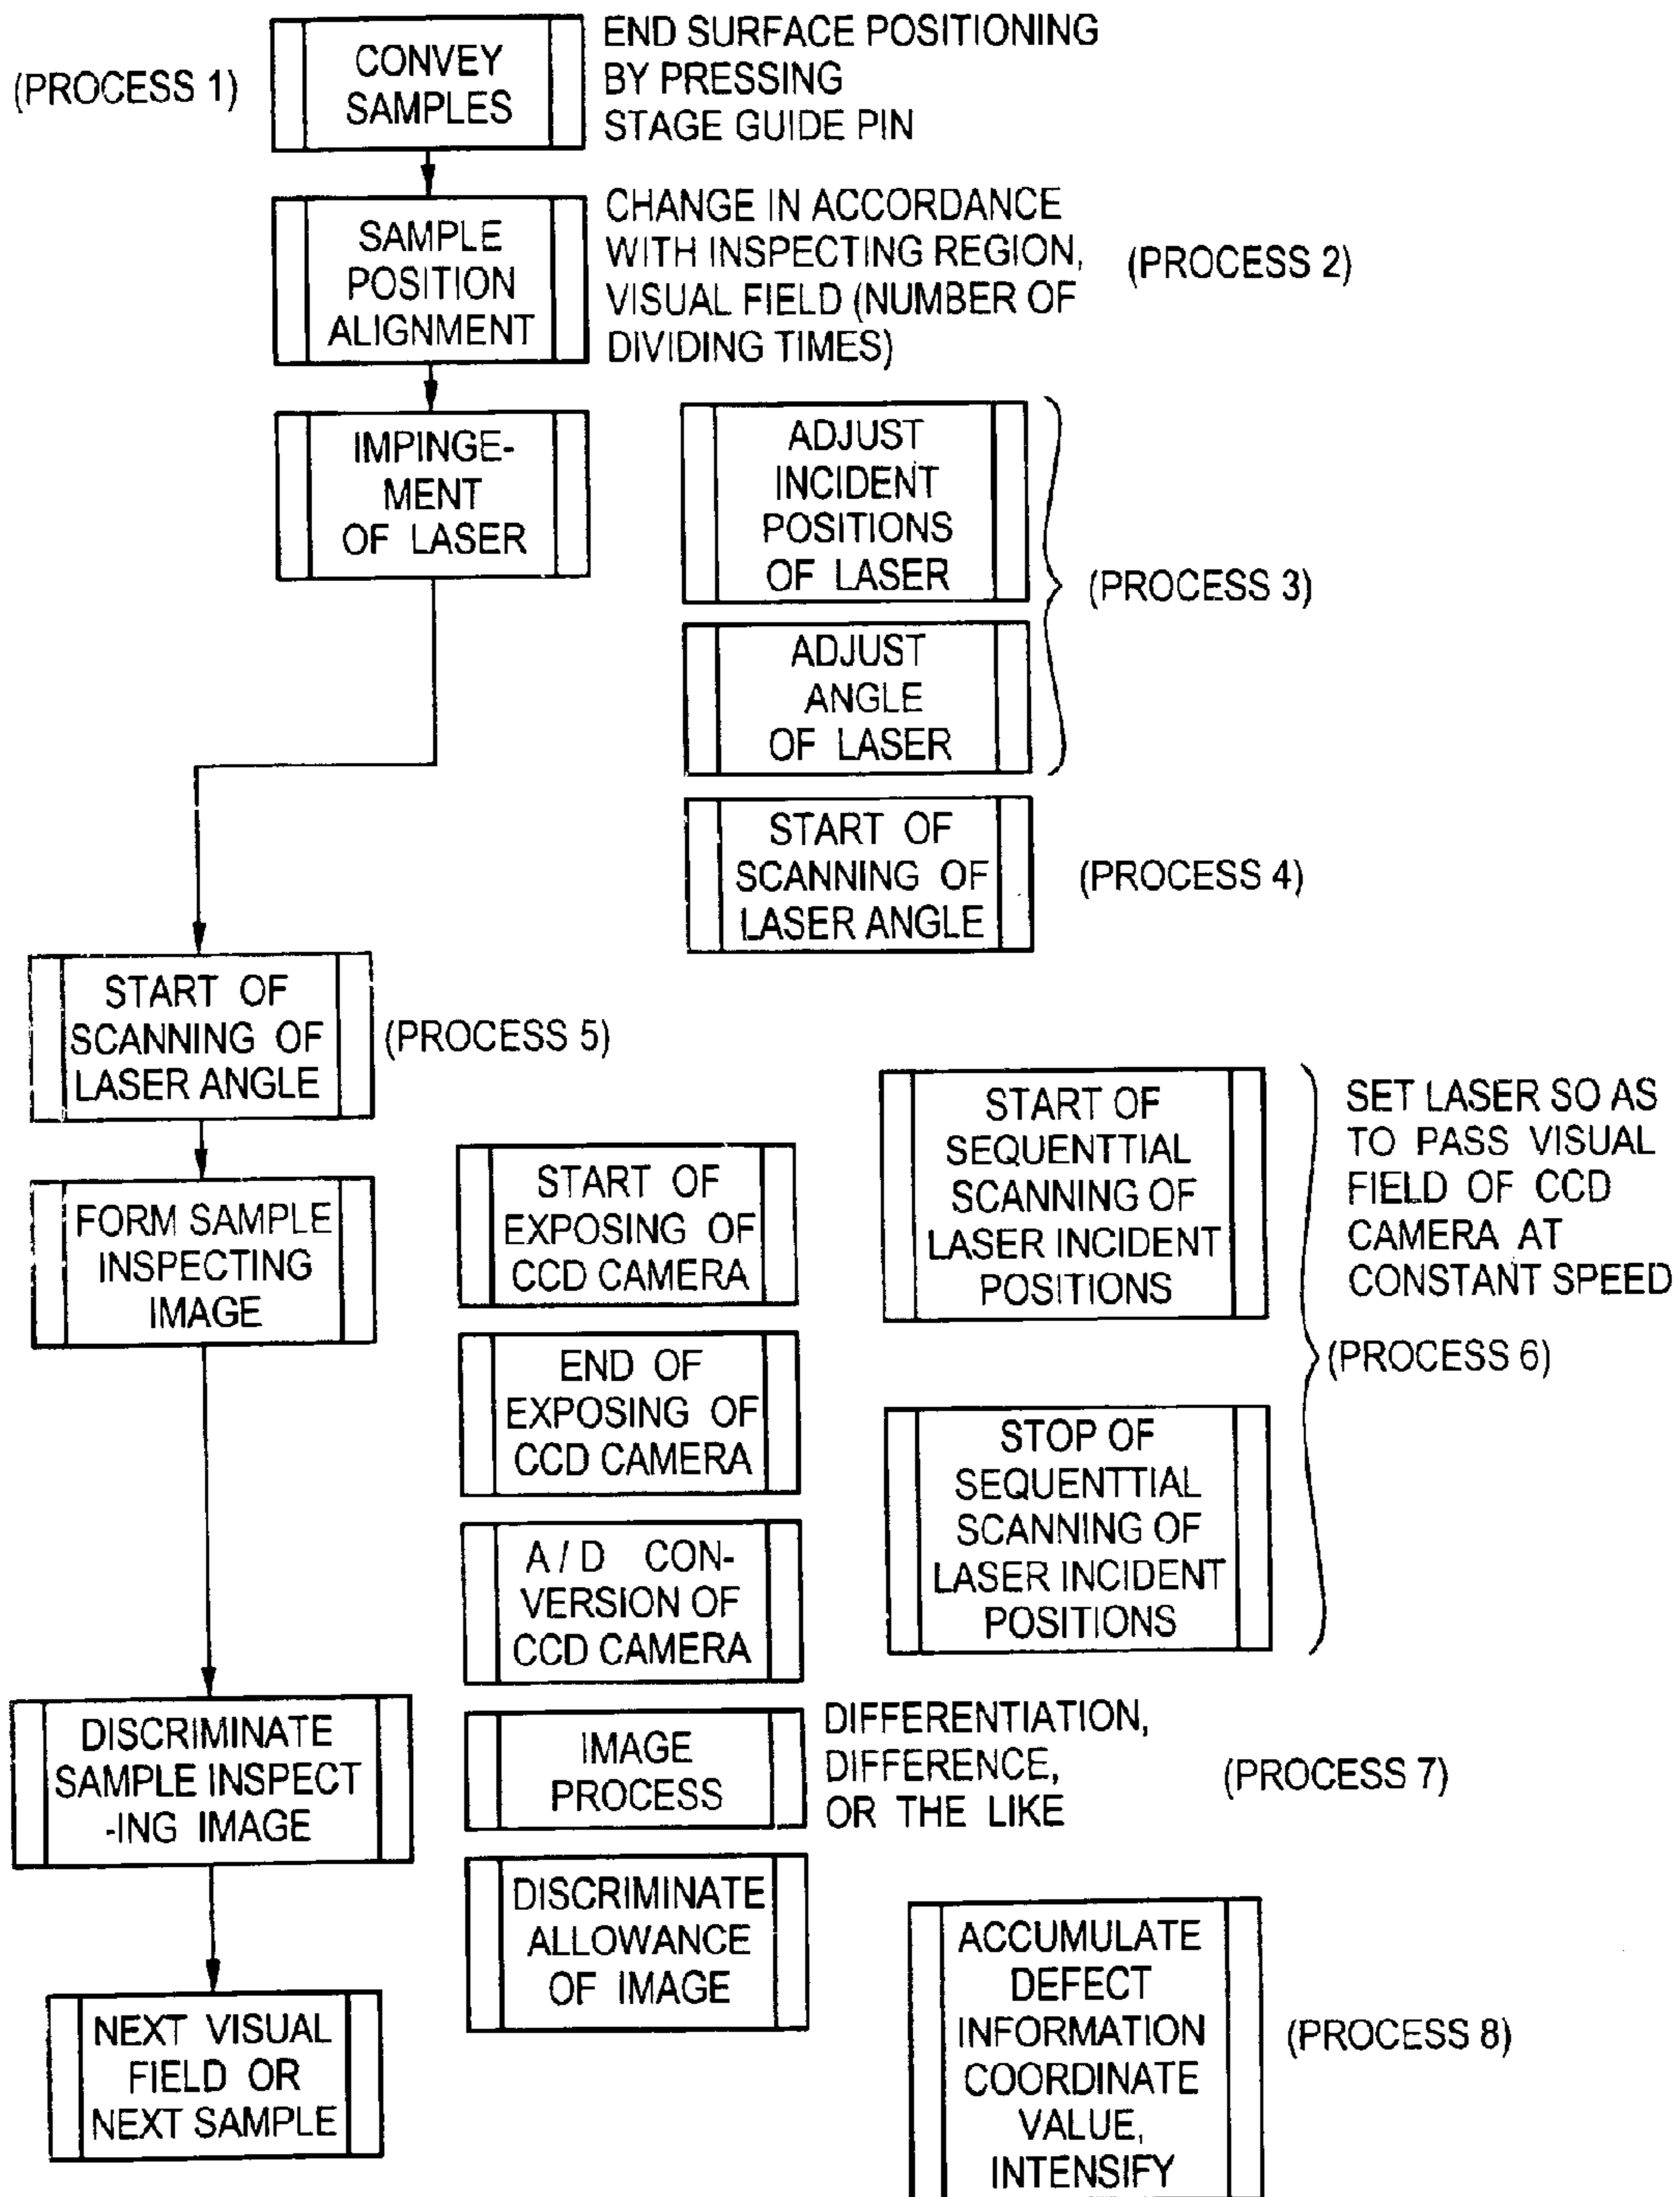 (PROCESS 1)
CONVEY
SAMPLES
END SURFACE POSITIONING
BY PRESSING
STAGE GUIDE PIN
SAMPLE
POSITION
ALIGNMENT
CHANGE IN ACCORDANCE
WITH INSPECTING REGION,
VISUAL FIELD (NUMBER OF
DIVIDING TIMES)
(PROCESS 2)
IMPINGE-
MENT
OF LASER
ADJUST
INCIDENT
POSITIONS
OF LASER
(PROCESS 3)
ADJUST
ANGLE
OF LASER
START OF
SCANNING OF
LASER ANGLE
(PROCESS 4)
START OF
SCANNING OF
LASER ANGLE
(PROCESS 5)
FORM SAMPLE
INSPECTING
IMAGE
START OF
EXPOSING OF
CCD CAMERA
START OF
SEQUENTTIAL
SCANNING OF
LASER INCIDENT
POSITIONS
SET LASER SO AS
TO PASS VISUAL
FIELD OF CCD
CAMERA AT
CONSTANT SPEED
(PROCESS 6)
END OF
EXPOSING OF
CCD CAMERA
STOP OF
SEQUENTTIAL
SCANNING OF
LASER INCIDENT
POSITIONS
A / D CON-
VERSION OF
CCD CAMERA
DISCRIMINATE
SAMPLE INSPECT
-ING IMAGE
IMAGE
PROCESS
DIFFERENTIATION,
DIFFERENCE,
OR THE LIKE
(PROCESS 7)
DISCRIMINATE
ALLOWANCE
OF IMAGE
ACCUMULATE
DEFECT
INFORMATION
COORDINATE
VALUE,
INTENSIFY
(PROCESS 8)
NEXT VISUAL
FIELD OR
NEXT SAMPLE